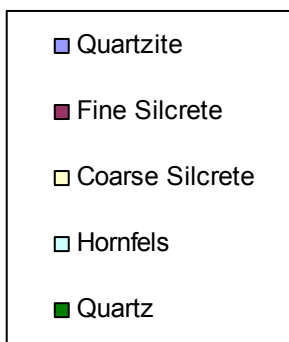 Quartzite
Fine Silcrete
Coarse Silcrete
Hornfels
Quartz